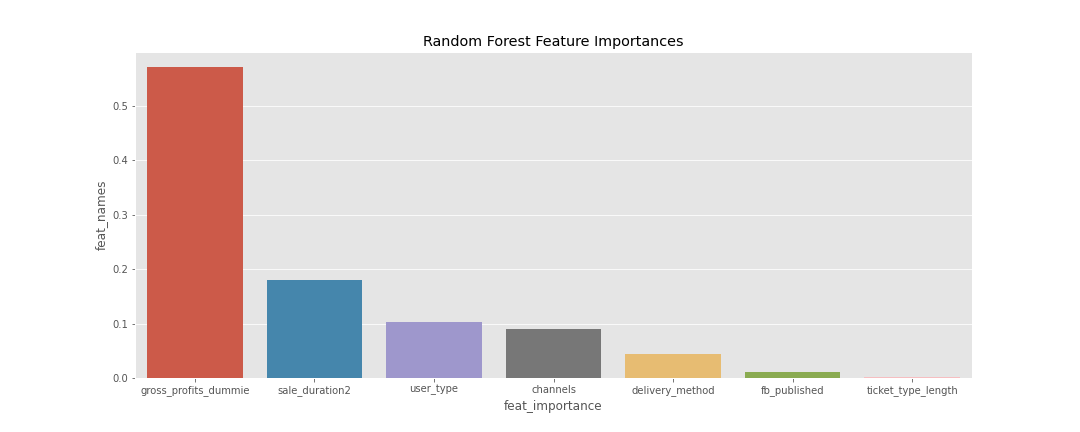 Random Forest Feature Importances
feat_names
0.5
0.4
0.3
0.2
0.1
0.0
gross_profits_dummie sale_duration2 user_type channels delivery_method fb_published ticket_type_length
feat_importance